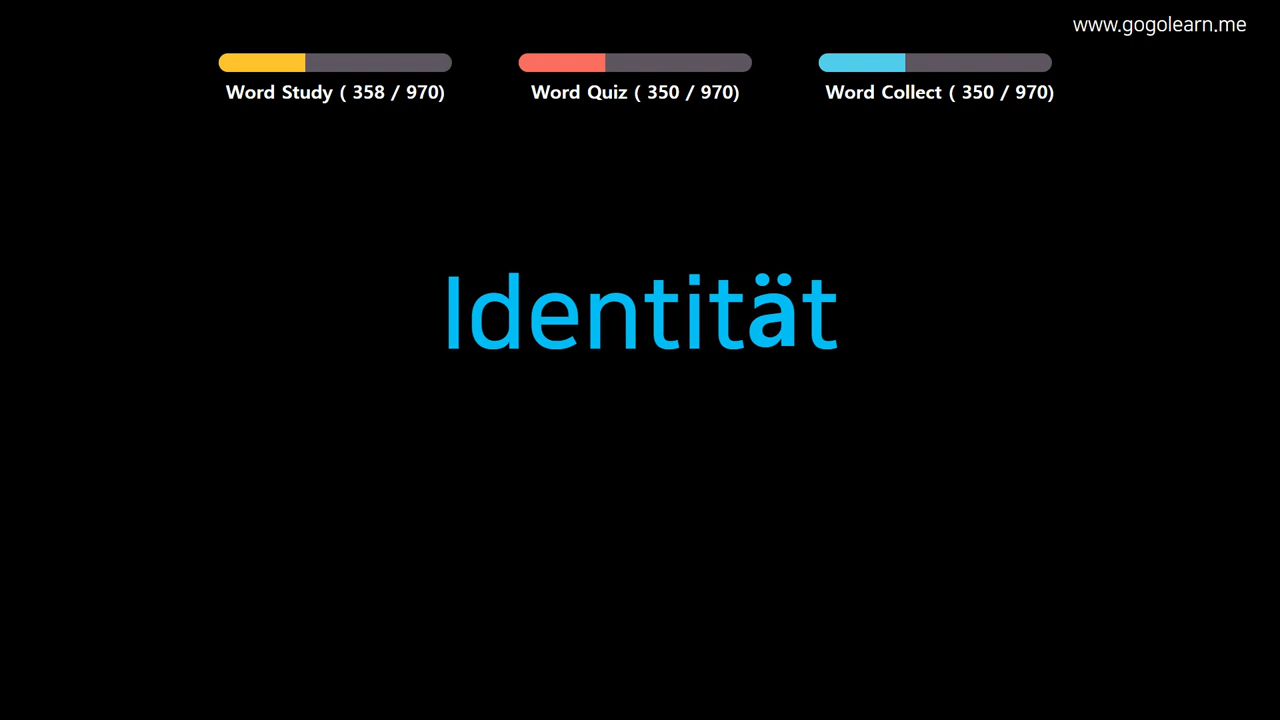 www.gogolearn.me
Word Study ( 358 / 970)
Word Quiz ( 350 / 970)
Word Collect ( 350 / 970)
Identität